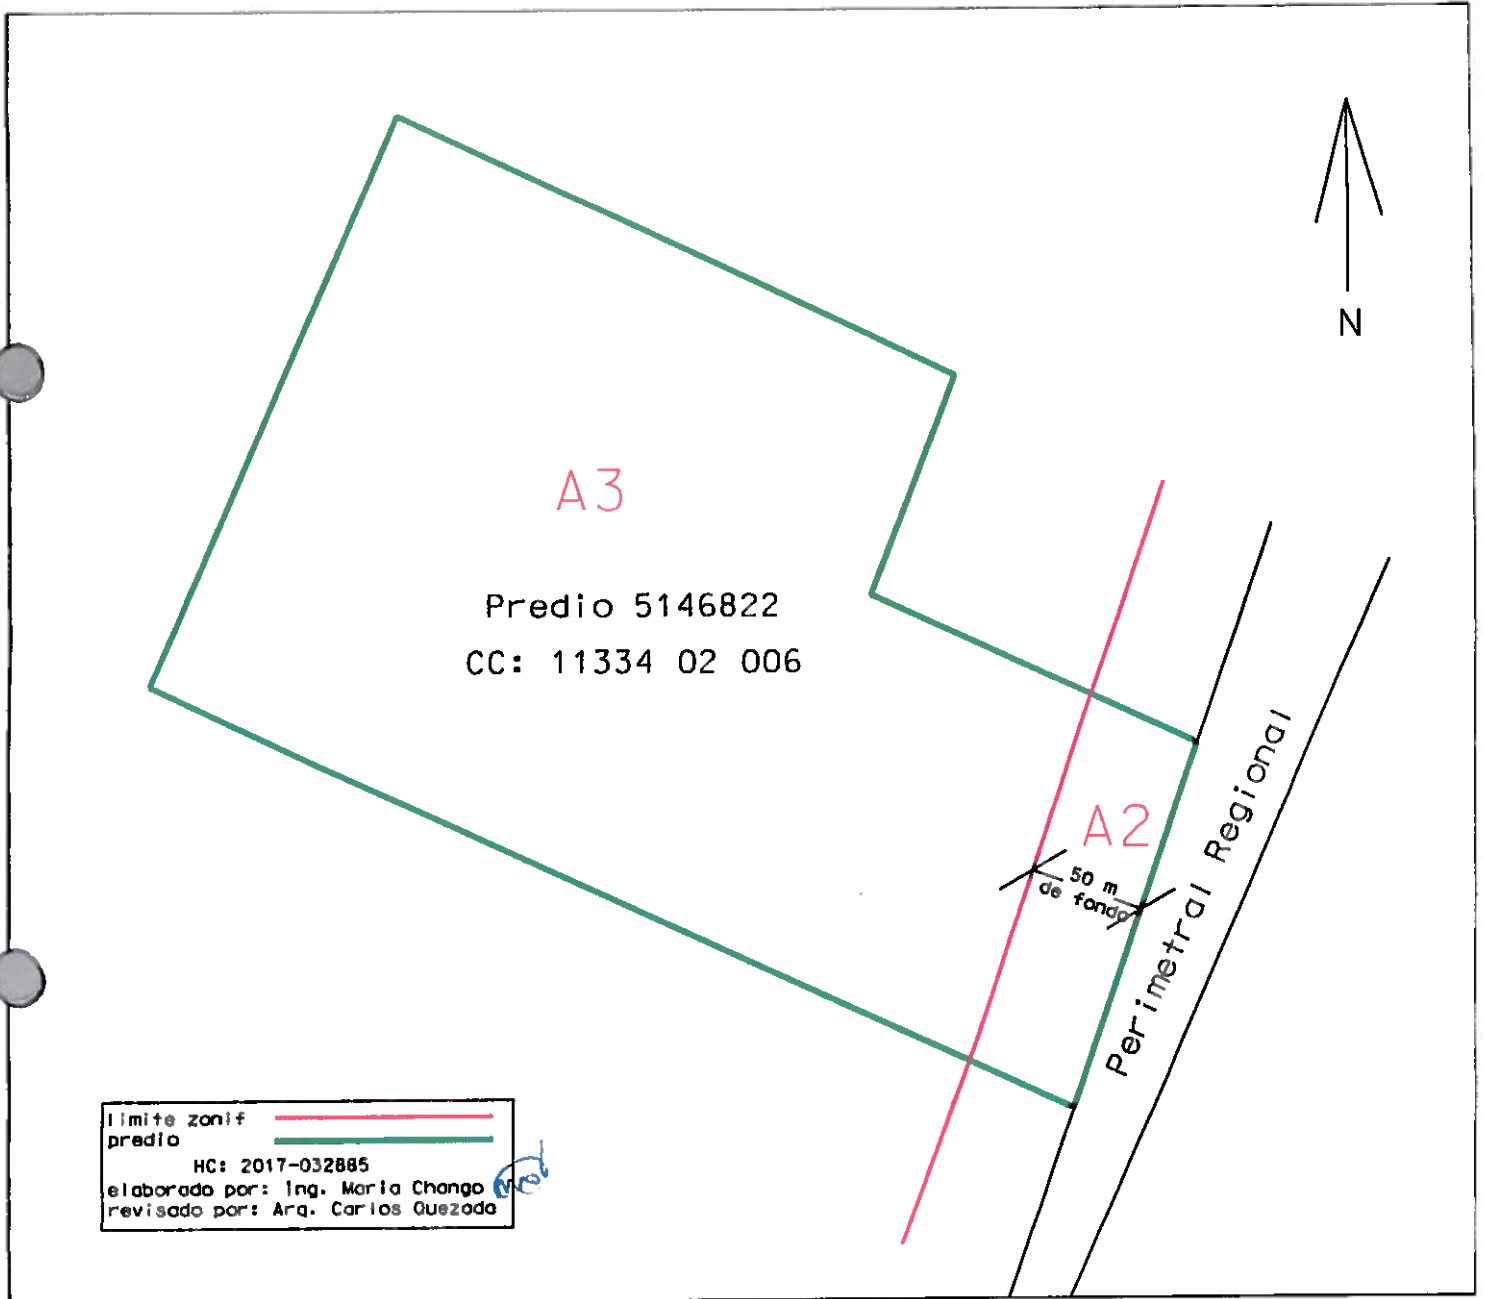 N
A3
Predio 5146822
CC: 11334 02 006
A2
50 m
de fondo
Perimetral Regional
limite zonif
predio
HC: 2017-032885
elaborado por: Ing. Maria Chango
revisado por: Arq. Carlos Quezada